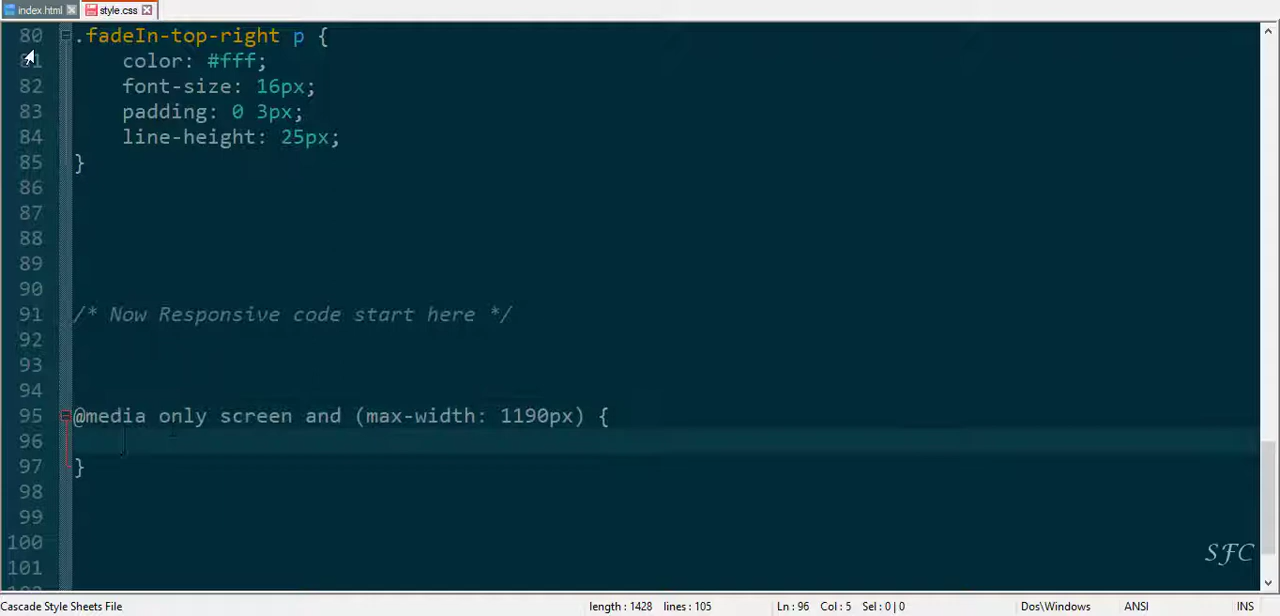 index.html style.css
80 .fadeIn-top-right p {
81 color: #fff;
82 font-size: 16px;
83 padding: 0 3px;
84 line-height: 25px;
85 }
86
87
88
89
90
91 /* Now Responsive code start here */
92
93
94
95 @media only screen and (max-width: 1190px) {
96
97 }
98
99
100
101
SFC
Cascade Style Sheets File length : 1428 lines : 105 Ln : 96 Col : 5 Sel : 0 | 0 Dos\Windows ANSI INS